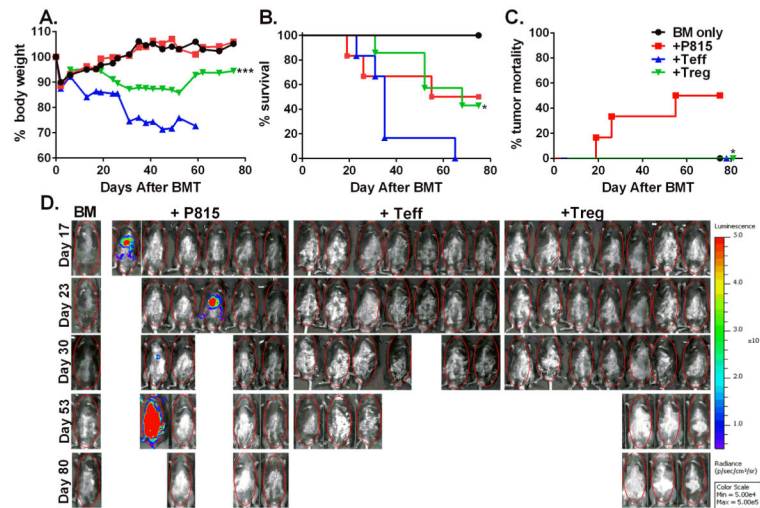 A.
B.
C.
BM only
+P815
+Teff
+Treg
% body weight
110
100
90
80
70
60
0 20 40 60 80
Days After BMT
***
% survival
100
80
60
40
20
0
0 20 40 60 80
Day After BMT
*
% tumor mortality
100
80
60
40
20
0
0 20 40 60 80
Day After BMT
*
D.
BM
+ P815
+ Teff
+Treg
Day 17
Day 23
Day 30
Day 53
Day 80
Luminescence
5.0
4.0
3.0
x10
2.0
1.0
Radiance
(p/sec/cm²/sr)
Color Scale
Min = 5.00e4
Max = 5.00e5